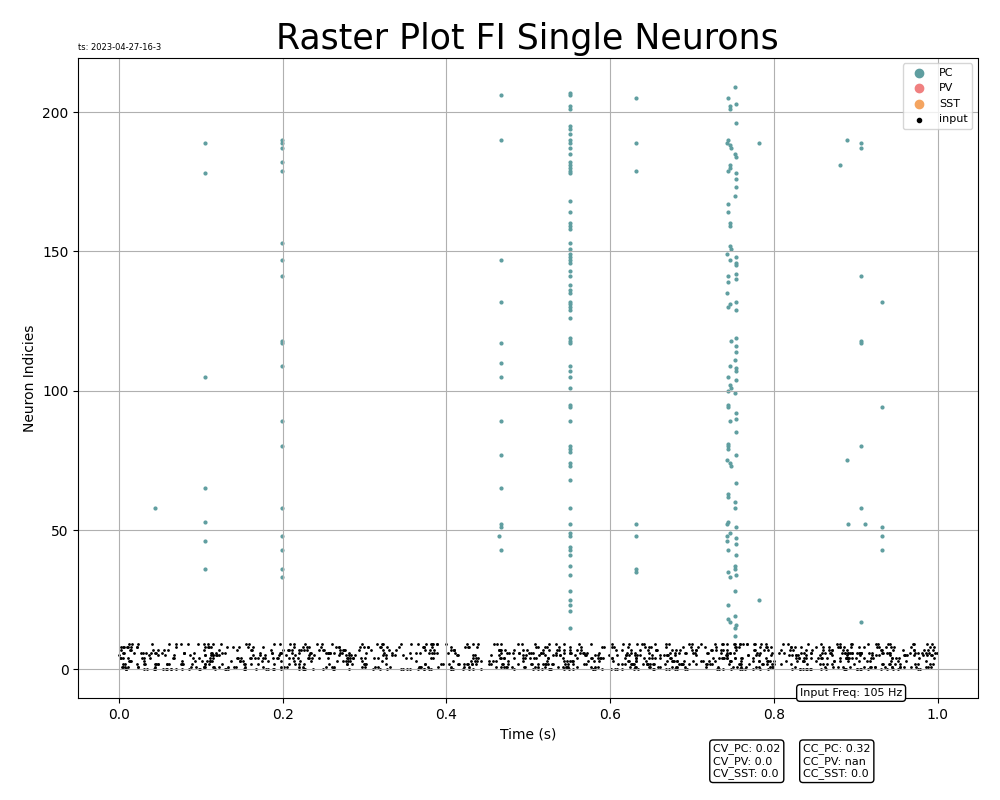 Raster Plot FI Single Neurons
ts: 2023-04-27-16-3
PC
PV
SST
input
200
150
100
50
0
Neuron Indicies
0.0
0.2
0.4
0.6
0.8
1.0
Time (s)
Input Freq: 105 Hz
CV_PC: 0.02
CV_PV: 0.0
CV_SST: 0.0
CC_PC: 0.32
CC_PV: nan
CC_SST: 0.0